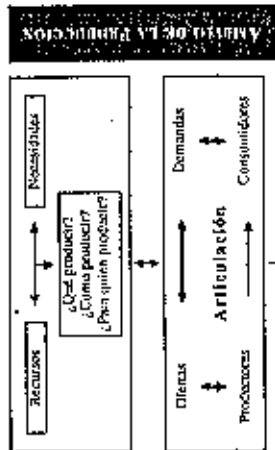 ÁMBITO DE LA PRODUCCIÓN
Recursos
Necesidades
¿Qué producir?
¿Cómo producir?
¿Para quién producir?
Ofertas
Demandas
Articulación
Productores
Consumidores